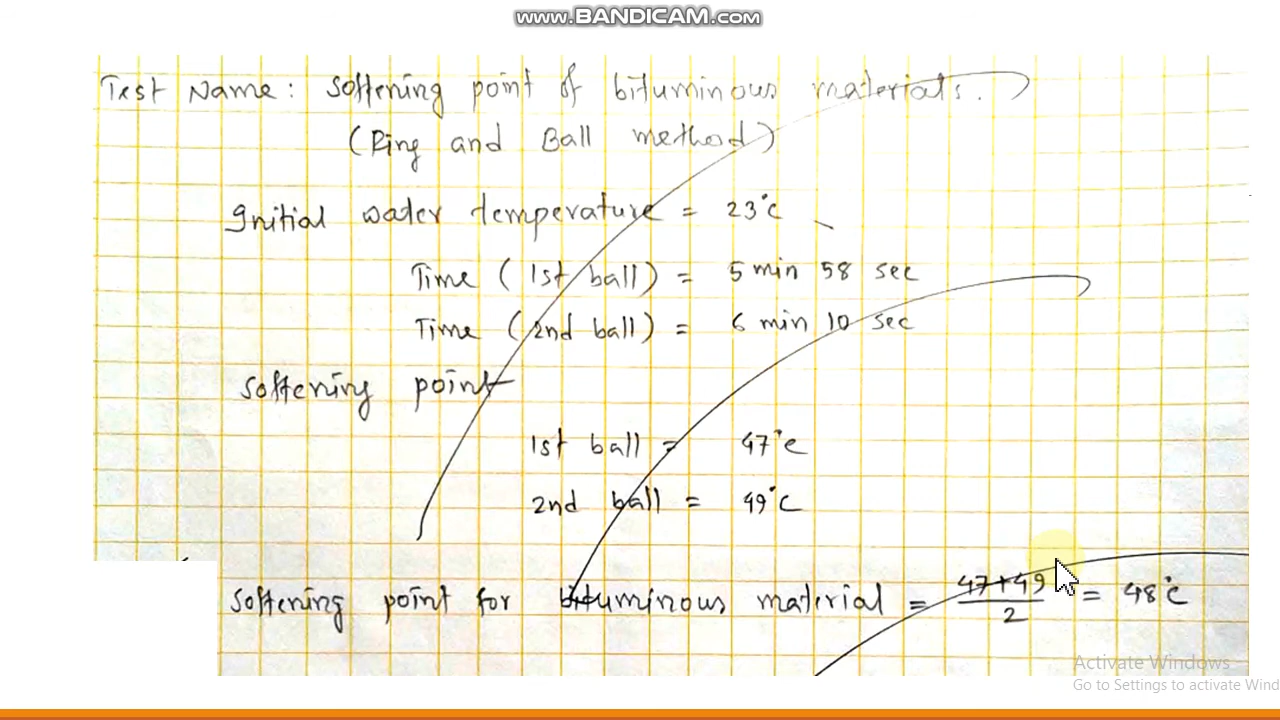 www.BANDICAM.com
Test Name: Softening point of bituminous materials.
(Ring and Ball method)
Initial water temperature = 23°C
Time (1st ball) = 5 min 58 sec
Time (2nd ball) = 6 min 10 sec
Softening point
1st ball = 47°C
2nd ball = 49°C
Softening point for bituminous material = 47+49/2 = 48°C
Activate Windows
Go to Settings to activate Wind